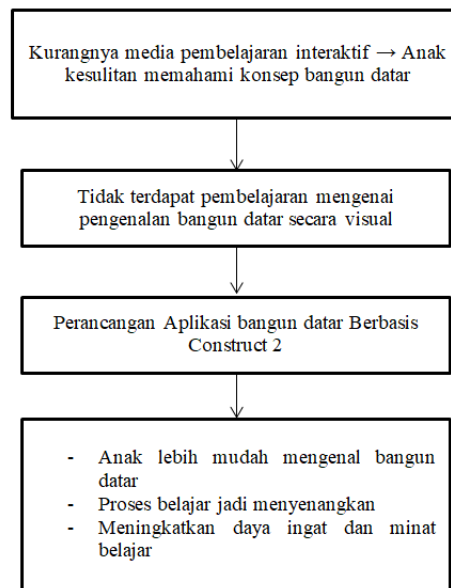 Kurangnya media pembelajaran interaktif → Anak
kesulitan memahami konsep bangun datar
Tidak terdapat pembelajaran mengenai
pengenalan bangun datar secara visual
Perancangan Aplikasi bangun datar Berbasis
Construct 2
- Anak lebih mudah mengenal bangun
datar
- Proses belajar jadi menyenangkan
- Meningkatkan daya ingat dan minat
belajar